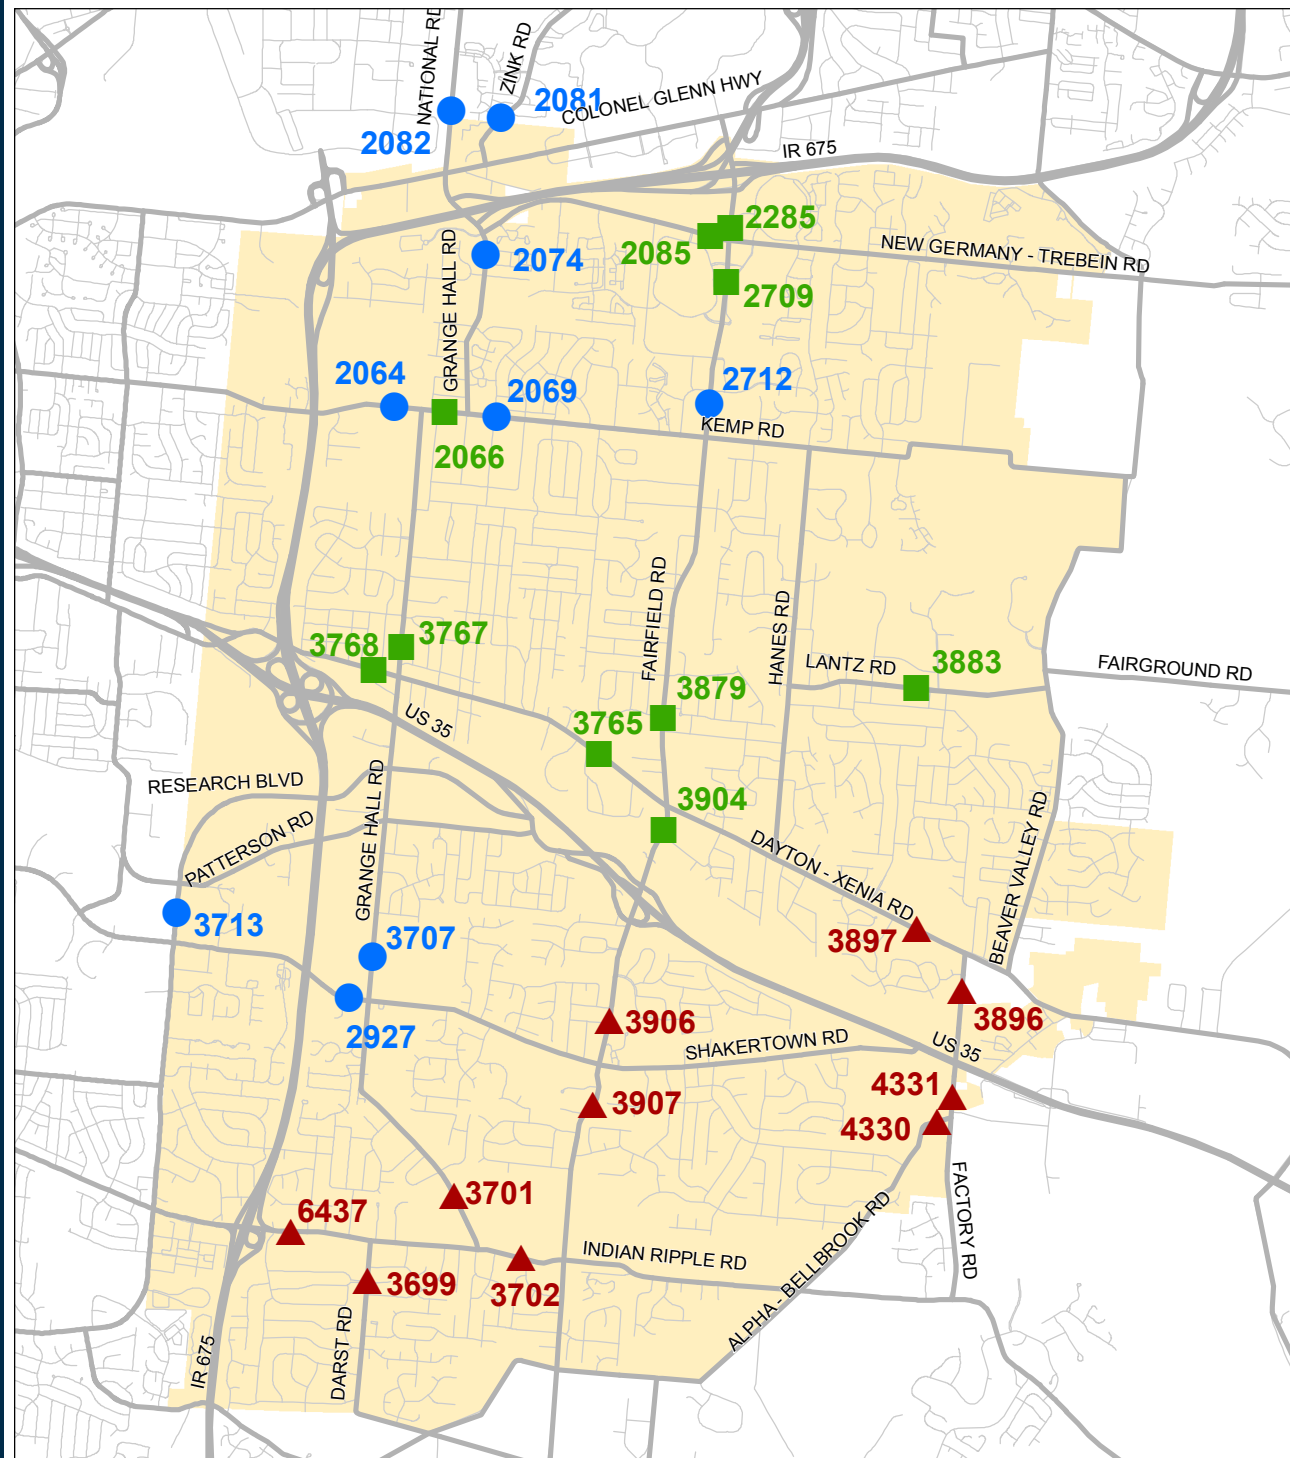 NATIONAL RD
ZINK RD
2081
COLONEL GLENN HWY
2082
IR 675
2285
2085
NEW GERMANY - TREBEIN RD
GRANGE HALL RD
2074
2709
2064
2069
2712
KEMP RD
2066
FAIRFIELD RD
HANES RD
3768
3767
LANTZ RD
3883
FAIRGROUND RD
3879
US 35
3765
RESEARCH BLVD
3904
PATTERSON RD
GRANGE HALL RD
DAYTON - XENIA RD
BEAVER VALLEY RD
3713
3707
3897
3906
3896
2927
SHAKERTOWN RD
US 35
4331
3907
4330
3701
6437
FACTORY RD
INDIAN RIPPLE RD
ALPHA - BELLBROOK RD
3699
3702
DARST RD
IR 675